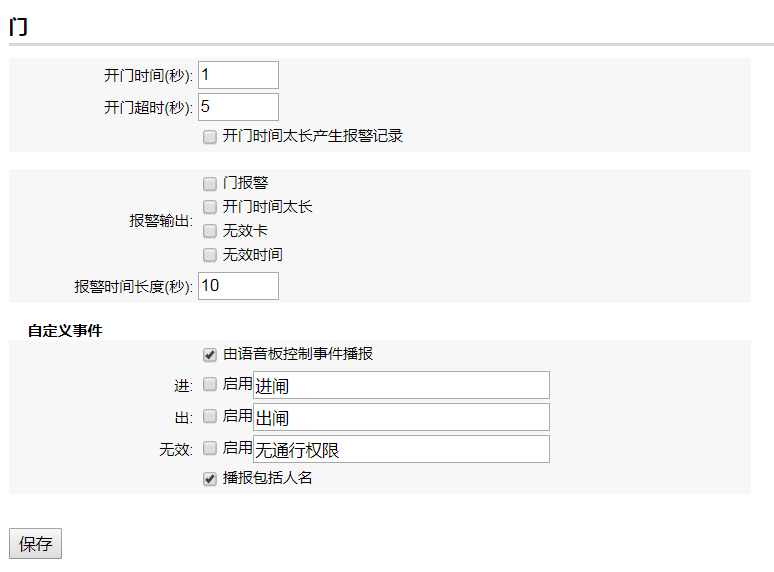 门
开门时间(秒): 1
开门超时(秒): 5
开门时间太长产生报警记录
门报警
开门时间太长
报警输出:
无效卡
无效时间
报警时间长度(秒): 10
自定义事件
由语音板控制事件播报
进: 启用 进闸
出: 启用 出闸
无效: 启用 无通行权限
播报包括人名
保存